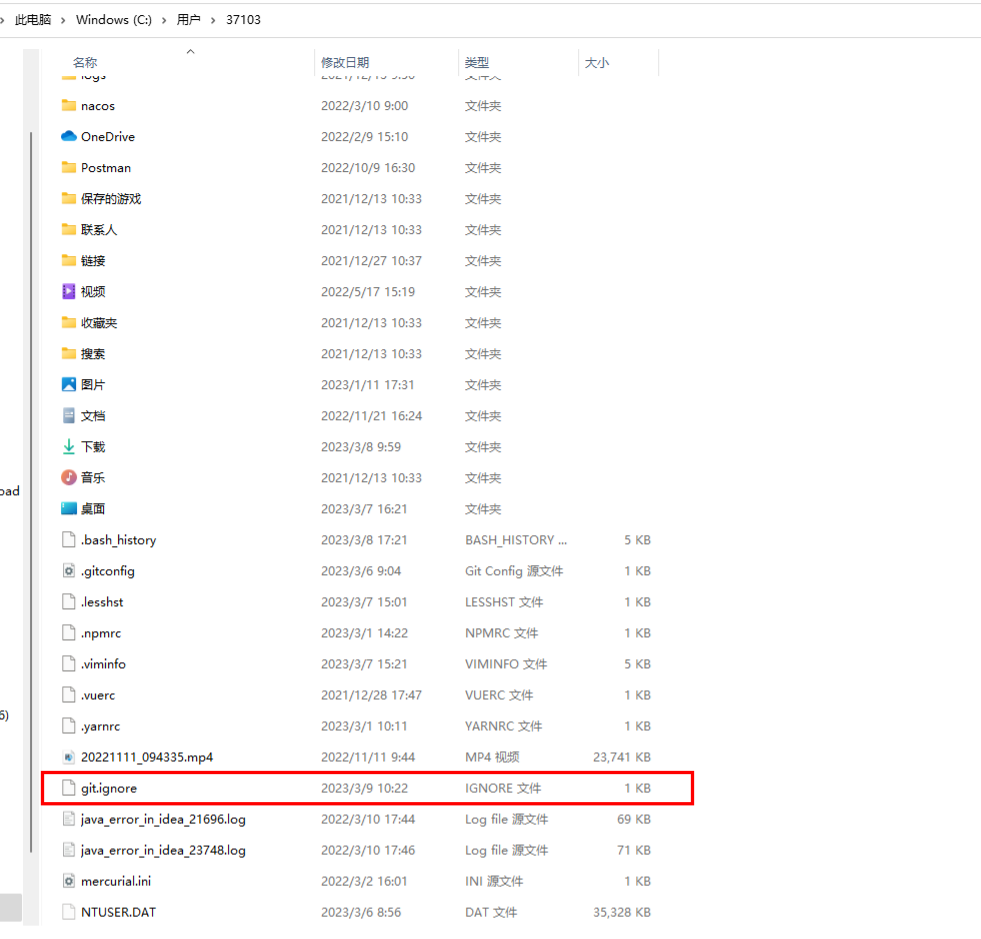 此电脑 > Windows (C:) > 用户 > 37103
名称 修改日期 类型 大小
logs 2021/12/15 9:50 文件夹
nacos 2022/3/10 9:00 文件夹
OneDrive 2022/2/9 15:10 文件夹
Postman 2022/10/9 16:30 文件夹
保存的游戏 2021/12/13 10:33 文件夹
联系人 2021/12/13 10:33 文件夹
链接 2021/12/27 10:37 文件夹
视频 2022/5/17 15:19 文件夹
收藏夹 2021/12/13 10:33 文件夹
搜索 2021/12/13 10:33 文件夹
图片 2023/1/11 17:31 文件夹
文档 2022/11/21 16:24 文件夹
下载 2023/3/8 9:59 文件夹
音乐 2021/12/13 10:33 文件夹
oad
桌面 2023/3/7 16:21 文件夹
.bash_history 2023/3/8 17:21 BASH_HISTORY ... 5 KB
.gitconfig 2023/3/6 9:04 Git Config 源文件 1 KB
.lesshst 2023/3/7 15:01 LESSHST 文件 1 KB
.npmrc 2023/3/1 14:22 NPMRC 文件 1 KB
.viminfo 2023/3/7 15:21 VIMINFO 文件 5 KB
.vuerc 2021/12/28 17:47 VUERC 文件 1 KB
6)
.yarnrc 2023/3/1 10:11 YARNRC 文件 1 KB
20221111_094335.mp4 2022/11/11 9:44 MP4 视频 23,741 KB
git.ignore 2023/3/9 10:22 IGNORE 文件 1 KB
java_error_in_idea_21696.log 2022/3/10 17:44 Log file 源文件 69 KB
java_error_in_idea_23748.log 2022/3/10 17:46 Log file 源文件 71 KB
mercurial.ini 2022/3/2 16:01 INI 源文件 1 KB
NTUSER.DAT 2023/3/6 8:56 DAT 文件 35,328 KB